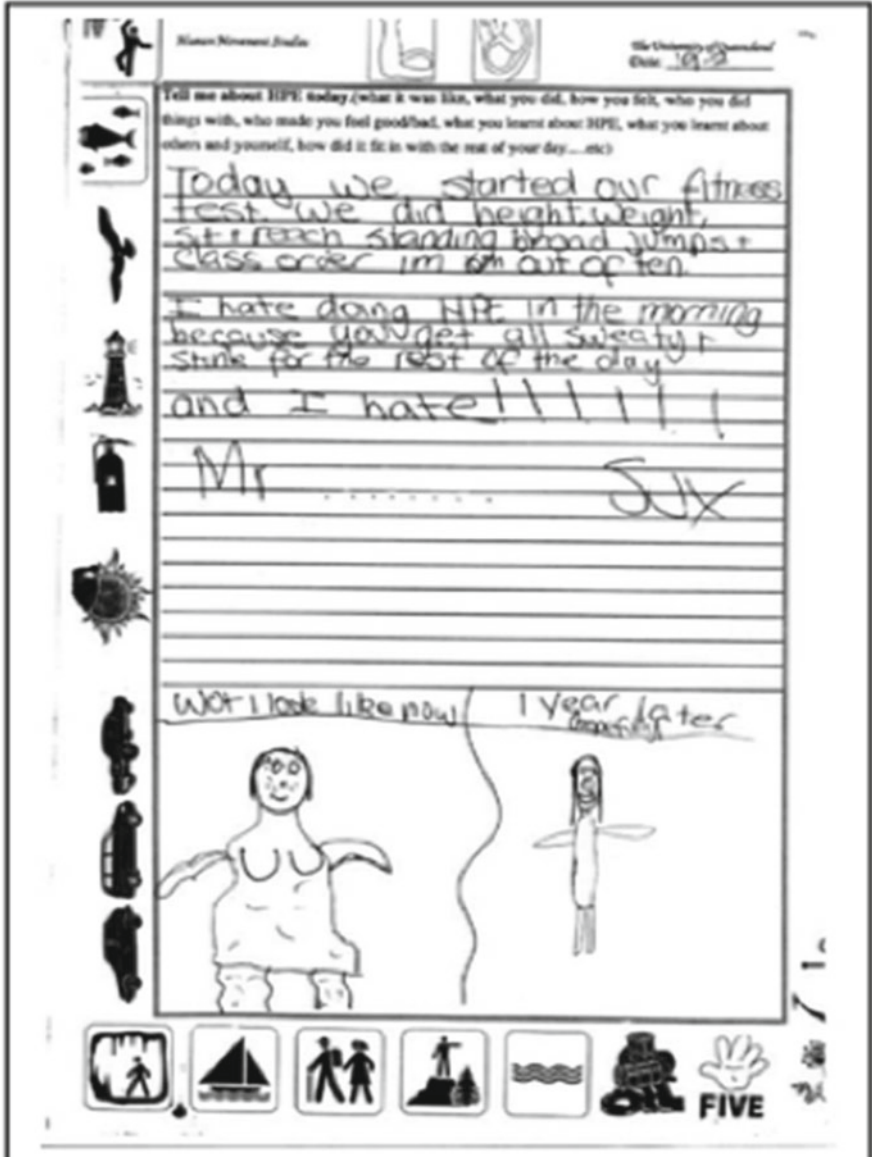 Human Movement Studies
The University of Queensland
Date:
Tell me about HPE today.(what it was like, what you did, how you felt, who you did
things with, who made you feel good/bad, what you learnt about HPE, what you learnt about
others and yourself, how did it fit in with the rest of your day....etc)
Today we started our fitness
test. we did height, weight,
sit + reach standing broad jumps +
class order im out of ten.
I hate doing HPE in the morning
because you get all sweaty +
stink for the rest of the day
and I hate!!!!!!!
Mr ........ SUX
Wot I look like now
1 year later
OIL
FIVE